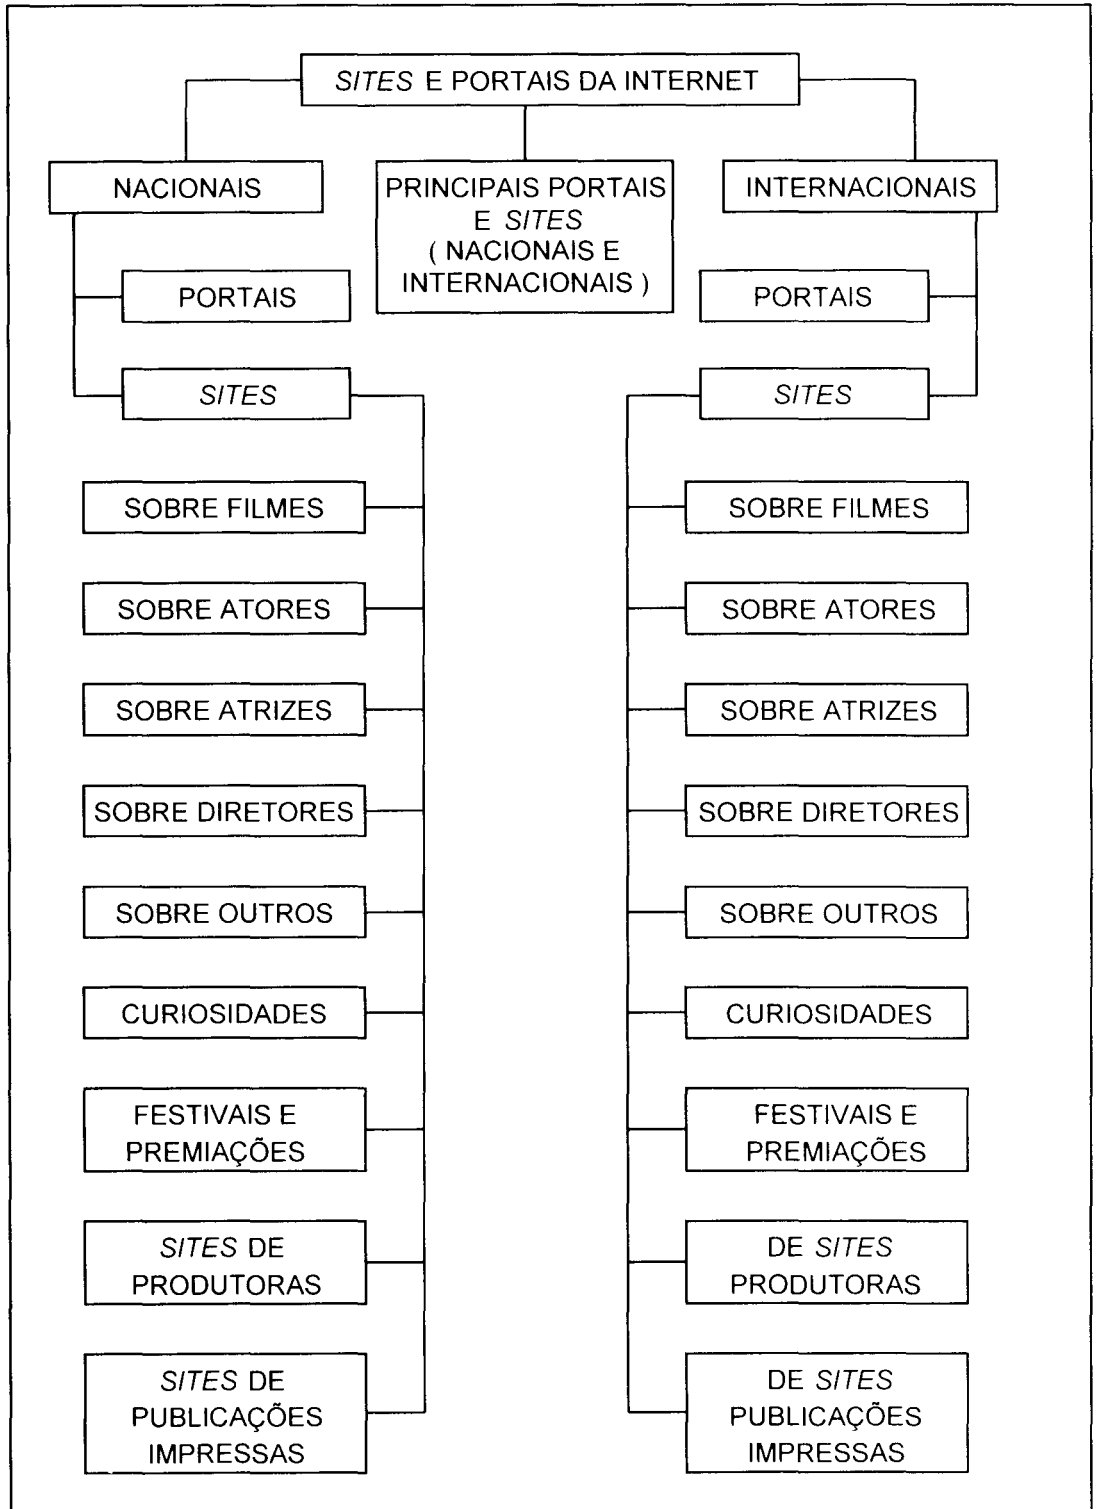 SITES E PORTAIS DA INTERNET
NACIONAIS
PRINCIPAIS PORTAIS
E SITES
( NACIONAIS E
INTERNACIONAIS )
INTERNACIONAIS
PORTAIS
SITES
SOBRE FILMES
SOBRE ATORES
SOBRE ATRIZES
SOBRE DIRETORES
SOBRE OUTROS
CURIOSIDADES
FESTIVAIS E
PREMIAÇÕES
SITES DE
PRODUTORAS
SITES DE
PUBLICAÇÕES
IMPRESSAS
PORTAIS
SITES
SOBRE FILMES
SOBRE ATORES
SOBRE ATRIZES
SOBRE DIRETORES
SOBRE OUTROS
CURIOSIDADES
FESTIVAIS E
PREMIAÇÕES
DE SITES
PRODUTORAS
DE SITES
PUBLICAÇÕES
IMPRESSAS